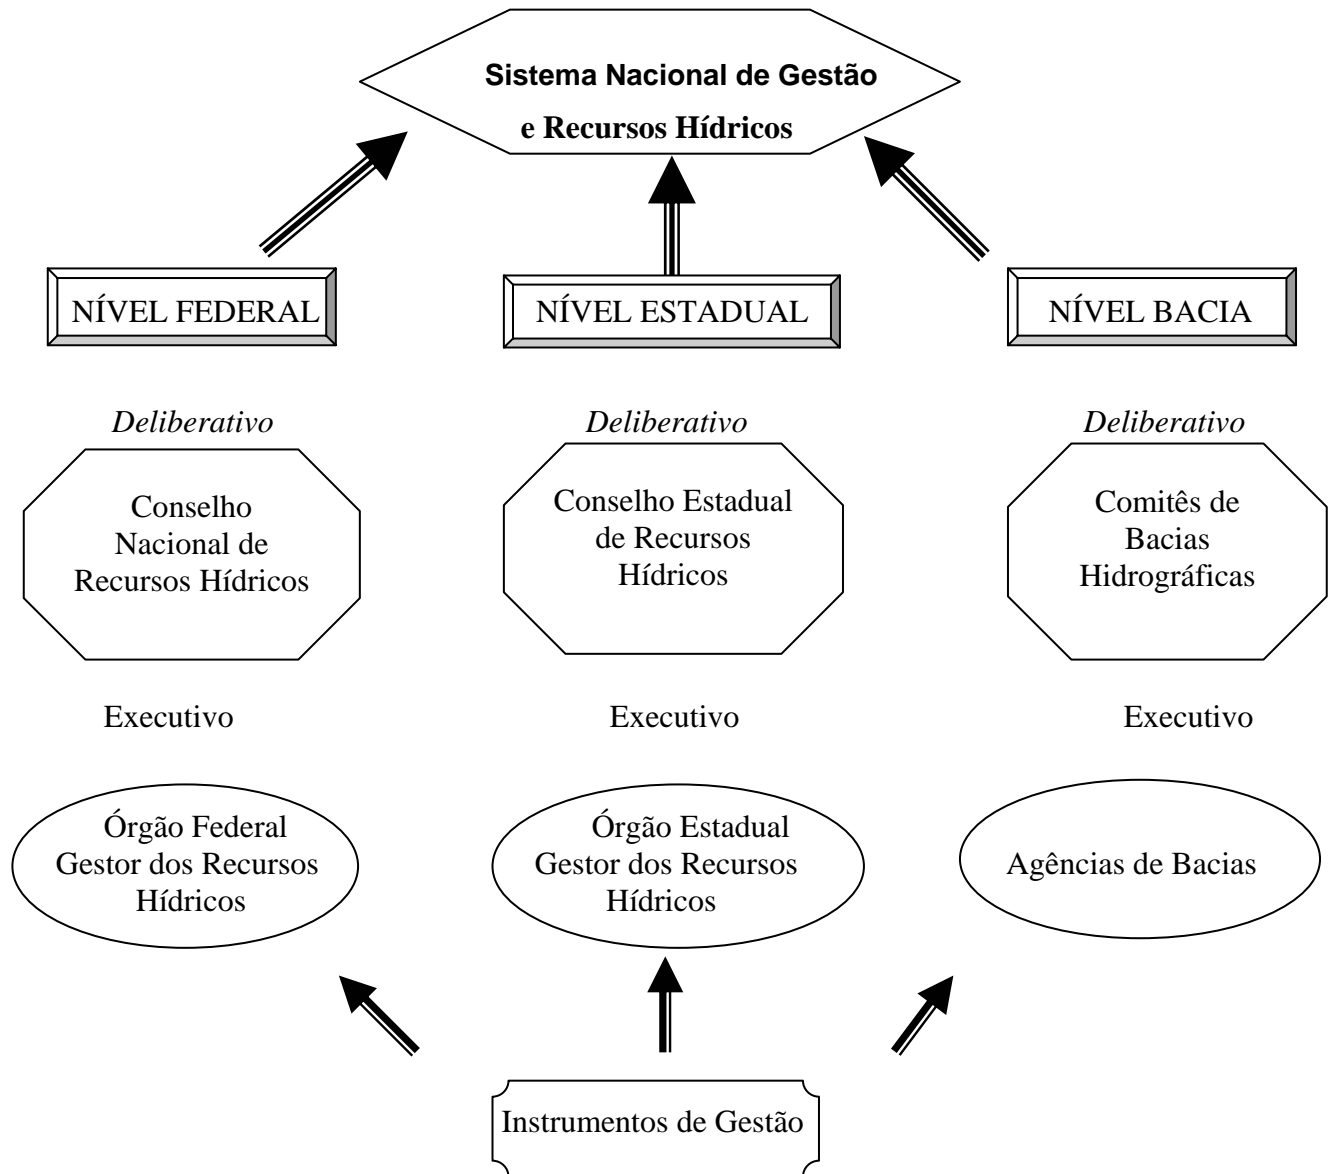 Sistema Nacional de Gestão
e Recursos Hídricos
NÍVEL FEDERAL
NÍVEL ESTADUAL
NÍVEL BACIA
Deliberativo
Deliberativo
Deliberativo
Conselho
Nacional de
Recursos Hídricos
Conselho Estadual
de Recursos
Hídricos
Comitês de
Bacias
Hidrográficas
Executivo
Executivo
Executivo
Órgão Federal
Gestor dos Recursos
Hídricos
Órgão Estadual
Gestor dos Recursos
Hídricos
Agências de Bacias
Instrumentos de Gestão